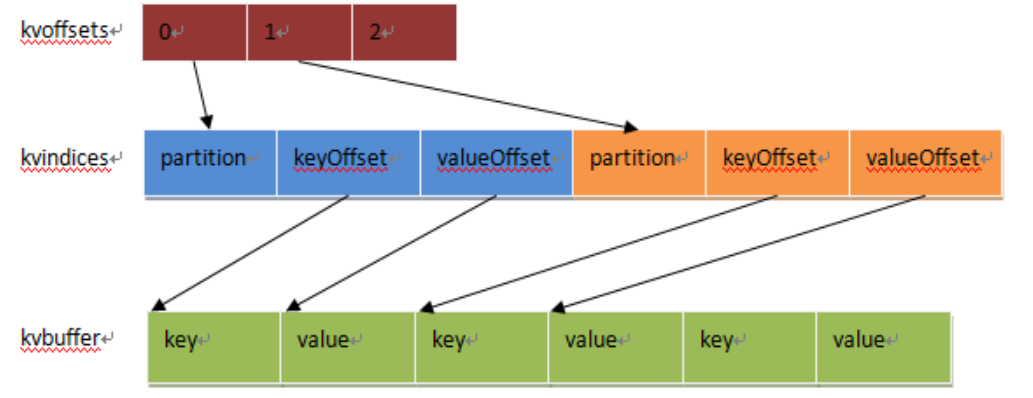 kvoffsets 0 1 2
kvindices partition keyOffset valueOffset partition keyOffset valueOffset
kvbuffer key value key value key value